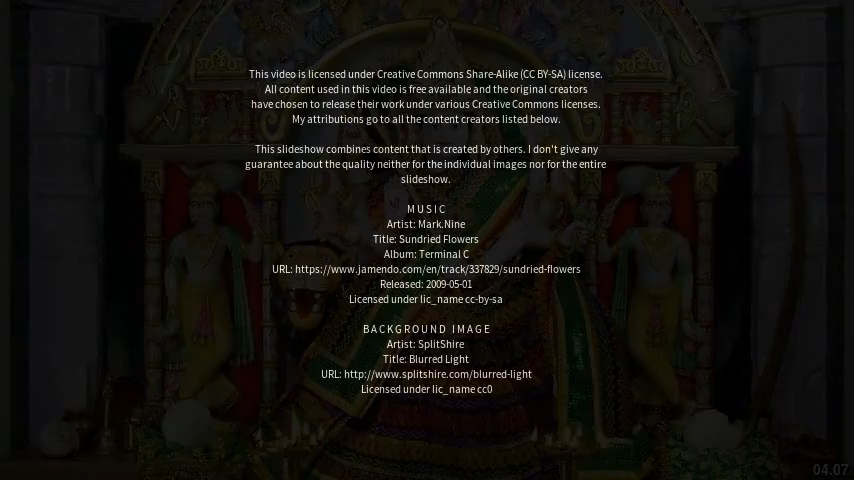 This video is licensed under Creative Commons Share-Alike (CC BY-SA) license.
All content used in this video is free available and the original creators
have chosen to release their work under various Creative Commons licenses.
My attributions go to all the content creators listed below.
This slideshow combines content that is created by others. I don't give any
guarantee about the quality neither for the individual images nor for the entire
slideshow.
MUSIC
Artist: Mark.Nine
Title: Sundried Flowers
Album: Terminal C
URL: https://www.jamendo.com/en/track/337829/sundried-flowers
Released: 2009-05-01
Licensed under lic_name cc-by-sa
BACKGROUND IMAGE
Artist: SplitShire
Title: Blurred Light
URL: http://www.splitshire.com/blurred-light
Licensed under lic_name cc0
04.07